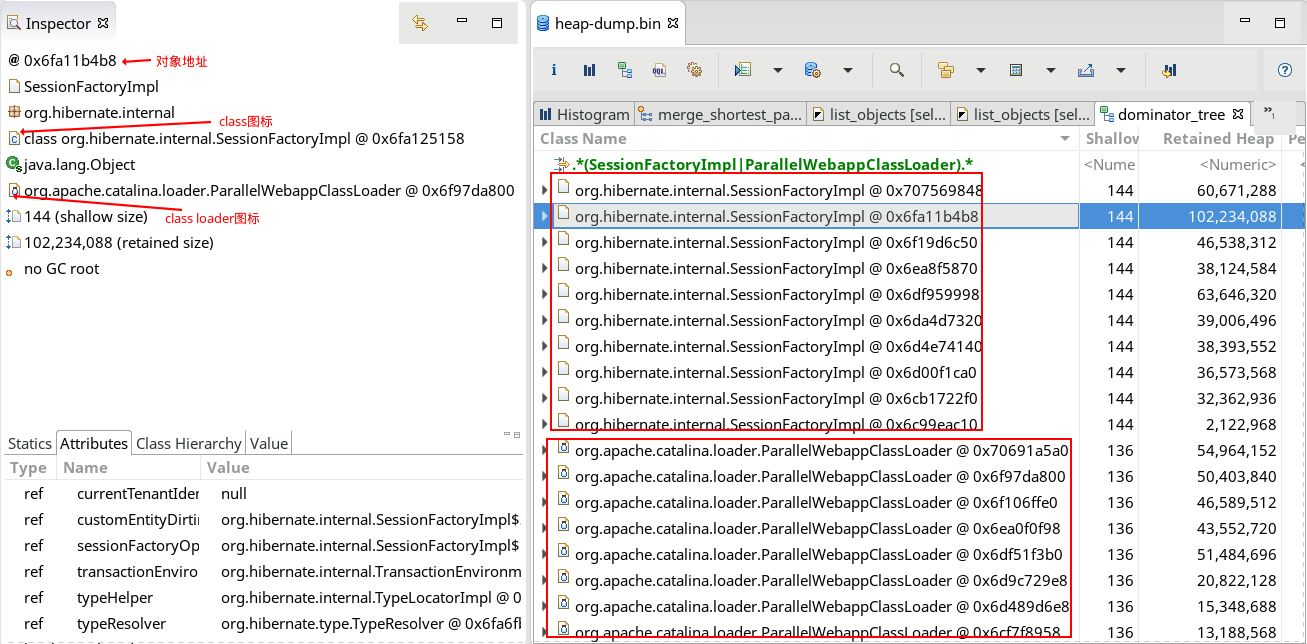 Inspector
@ 0x6fa11b4b8
对象地址
SessionFactoryImpl
org.hibernate.internal
class图标
class org.hibernate.internal.SessionFactoryImpl @ 0x6fa125158
java.lang.Object
org.apache.catalina.loader.ParallelWebappClassLoader @ 0x6f97da800
144 (shallow size)
class loader图标
102,234,088 (retained size)
no GC root
Statics Attributes Class Hierarchy Value
Type Name Value
ref currentTenantIder null
ref customEntityDirti org.hibernate.internal.SessionFactoryImpl$
ref sessionFactoryOp org.hibernate.internal.SessionFactoryImpl$
ref transactionEnviro org.hibernate.internal.TransactionEnvironm
ref typeHelper org.hibernate.internal.TypeLocatorImpl @ 0
ref typeResolver org.hibernate.type.TypeResolver @ 0x6fa6fb
heap-dump.bin
OQL
Histogram merge_shortest_pa... list_objects [sel... list_objects [sel... dominator_tree »1
Class Name Shallow Retained Heap Pe
.*(SessionFactoryImpl|ParallelWebappClassLoader).* <Nume <Numeric>
org.hibernate.internal.SessionFactoryImpl @ 0x707569848 144 60,671,288
org.hibernate.internal.SessionFactoryImpl @ 0x6fa11b4b8 144 102,234,088
org.hibernate.internal.SessionFactoryImpl @ 0x6f19d6c50 144 46,538,312
org.hibernate.internal.SessionFactoryImpl @ 0x6ea8f5870 144 38,124,584
org.hibernate.internal.SessionFactoryImpl @ 0x6df959998 144 63,646,320
org.hibernate.internal.SessionFactoryImpl @ 0x6da4d7320 144 39,006,496
org.hibernate.internal.SessionFactoryImpl @ 0x6d4e74140 144 38,393,552
org.hibernate.internal.SessionFactoryImpl @ 0x6d00f1ca0 144 36,573,568
org.hibernate.internal.SessionFactoryImpl @ 0x6cb1722f0 144 32,362,936
org.hibernate.internal.SessionFactoryImpl @ 0x6c99eac10 144 2,122,968
org.apache.catalina.loader.ParallelWebappClassLoader @ 0x70691a5a0 136 54,964,152
org.apache.catalina.loader.ParallelWebappClassLoader @ 0x6f97da800 136 50,403,840
org.apache.catalina.loader.ParallelWebappClassLoader @ 0x6f106ffe0 136 46,589,512
org.apache.catalina.loader.ParallelWebappClassLoader @ 0x6ea0f0f98 136 43,552,720
org.apache.catalina.loader.ParallelWebappClassLoader @ 0x6df51f3b0 136 51,484,696
org.apache.catalina.loader.ParallelWebappClassLoader @ 0x6d9c729e8 136 20,822,128
org.apache.catalina.loader.ParallelWebappClassLoader @ 0x6d489d6e8 136 15,348,688
org.apache.catalina.loader.ParallelWebappClassLoader @ 0x6cf7f8958 136 13,188,568